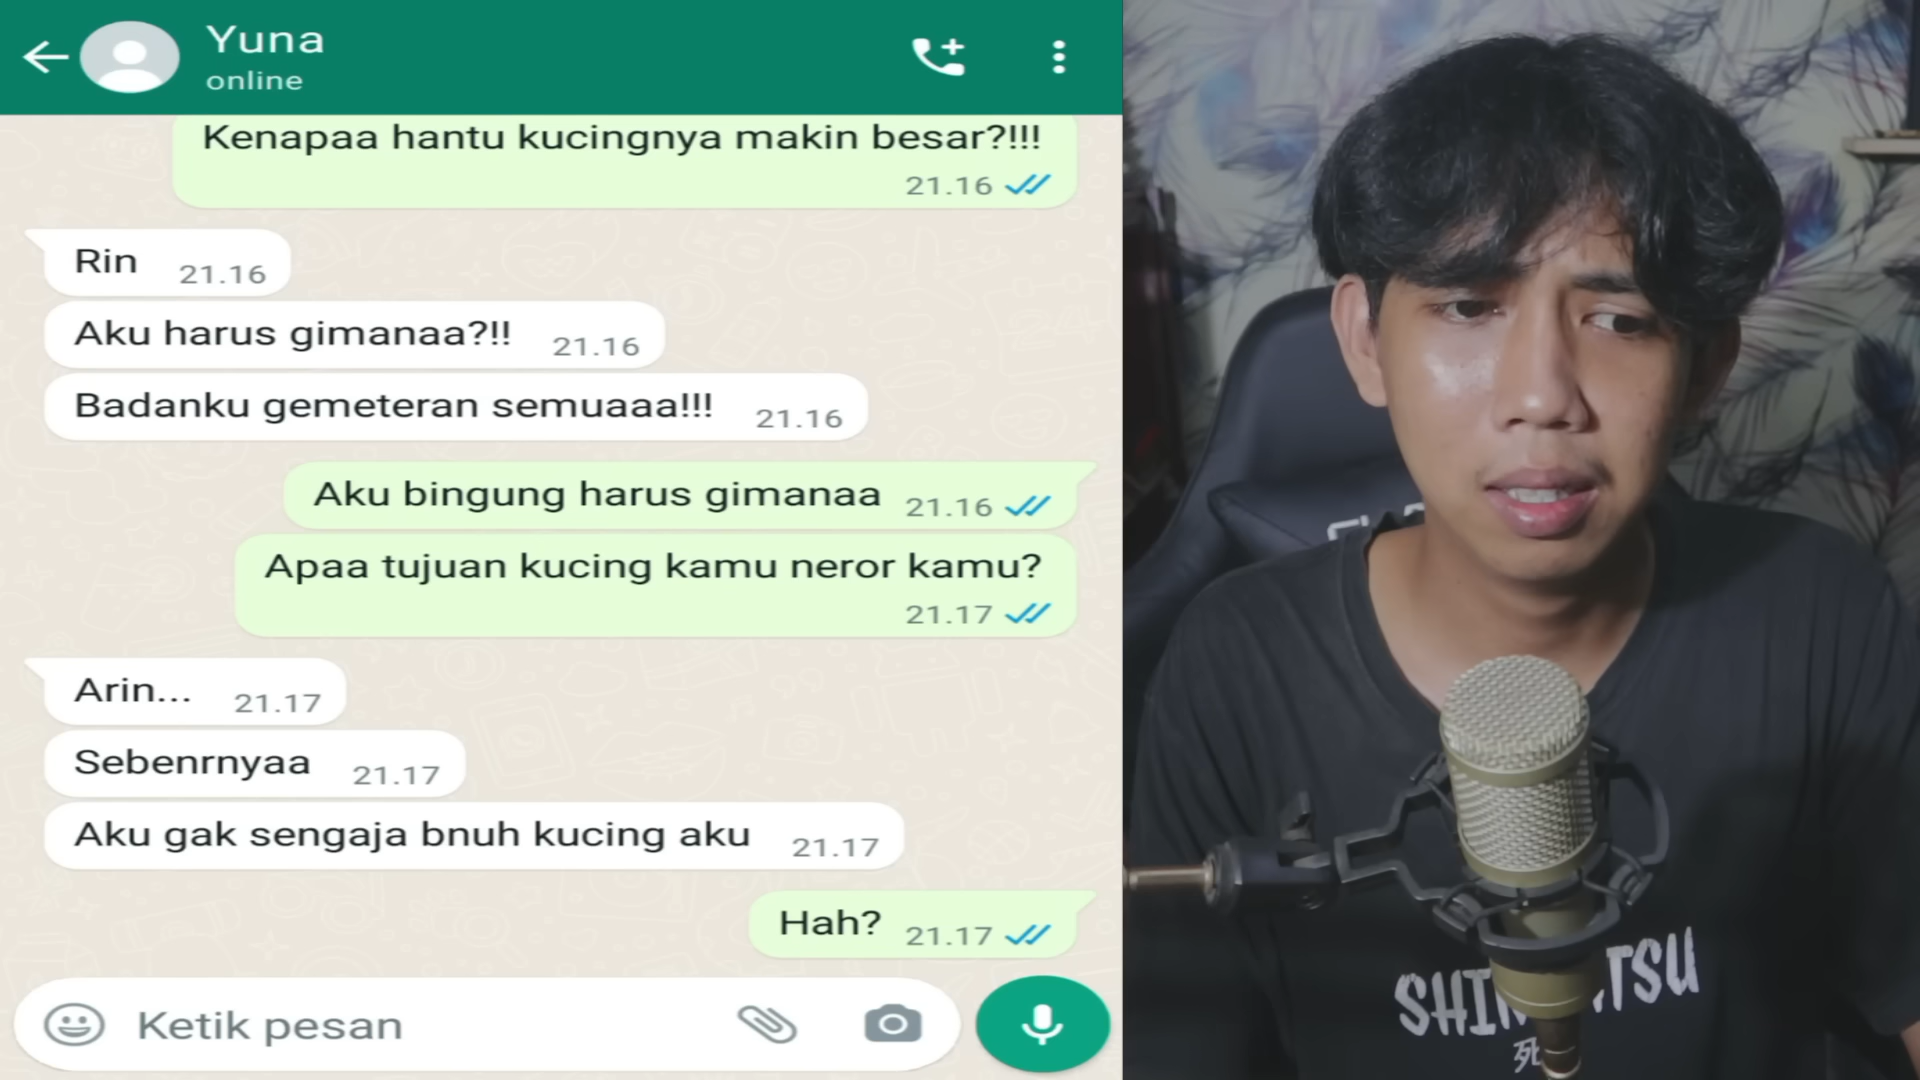 Yuna
online
Kenapaa hantu kucingnya makin besar?!!!
21.16
Rin 21.16
Aku harus gimanaa?!! 21.16
Badanku gemeteran semuaaa!!! 21.16
Aku bingung harus gimanaa 21.16
Apaa tujuan kucing kamu neror kamu?
21.17
Arin... 21.17
Sebenrnyaa 21.17
Aku gak sengaja bnuh kucing aku 21.17
Hah? 21.17
Ketik pesan